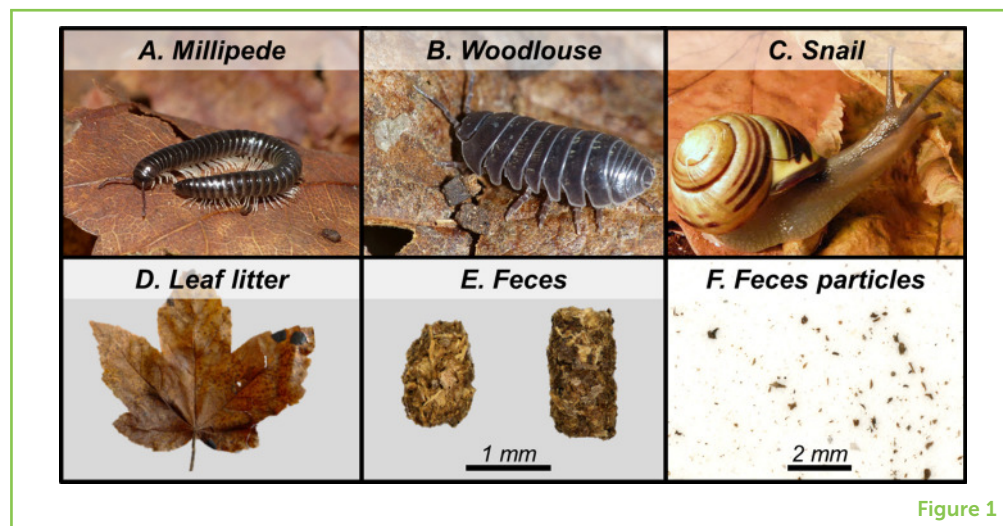 A. Millipede
B. Woodlouse
C. Snail
D. Leaf litter
E. Feces
F. Feces particles
1 mm
2 mm
Figure 1